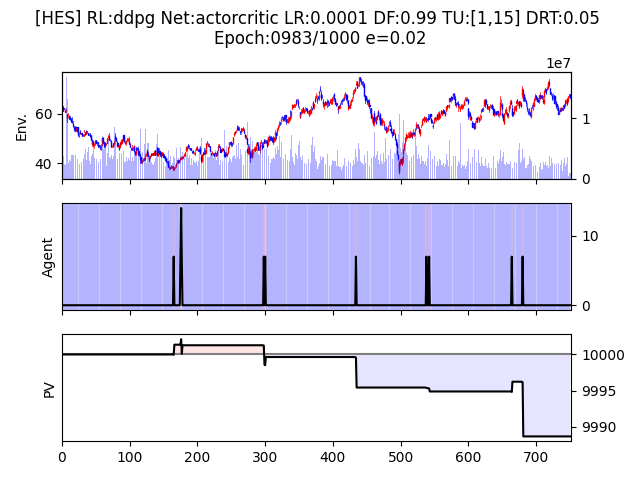 [HES] RL:ddpg Net:actorcritic LR:0.0001 DF:0.99 TU:[1,15] DRT:0.05
Epoch:0983/1000 e=0.02
1e7
Env.
60
40
1
0
Agent
10
0
PV
10000
9995
9990
0 100 200 300 400 500 600 700